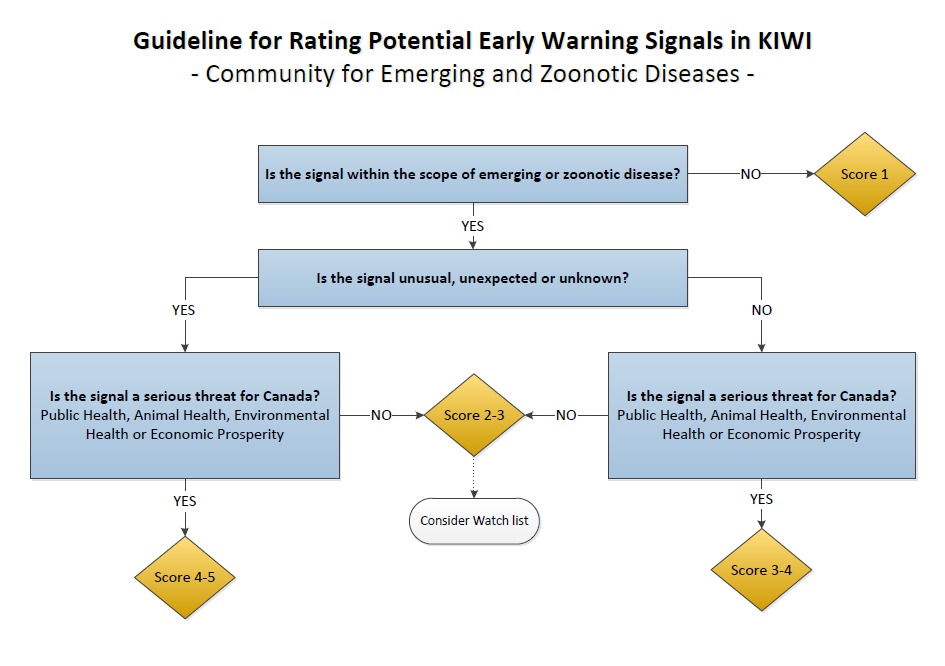 Guideline for Rating Potential Early Warning Signals in KIWI
- Community for Emerging and Zoonotic Diseases -
Is the signal within the scope of emerging or zoonotic disease?
NO
Score 1
YES
Is the signal unusual, unexpected or unknown?
YES
NO
Is the signal a serious threat for Canada?
Public Health, Animal Health, Environmental
Health or Economic Prosperity
NO
Score 2-3
NO
Is the signal a serious threat for Canada?
Public Health, Animal Health, Environmental
Health or Economic Prosperity
YES
Consider Watch list
YES
Score 4-5
Score 3-4